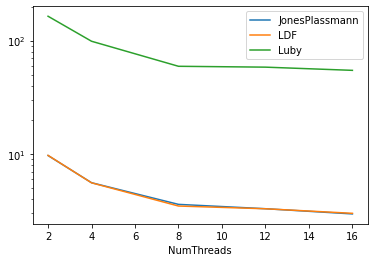 JonesPlassmann
LDF
Luby
10²
10¹
2 4 6 8 10 12 14 16
NumThreads